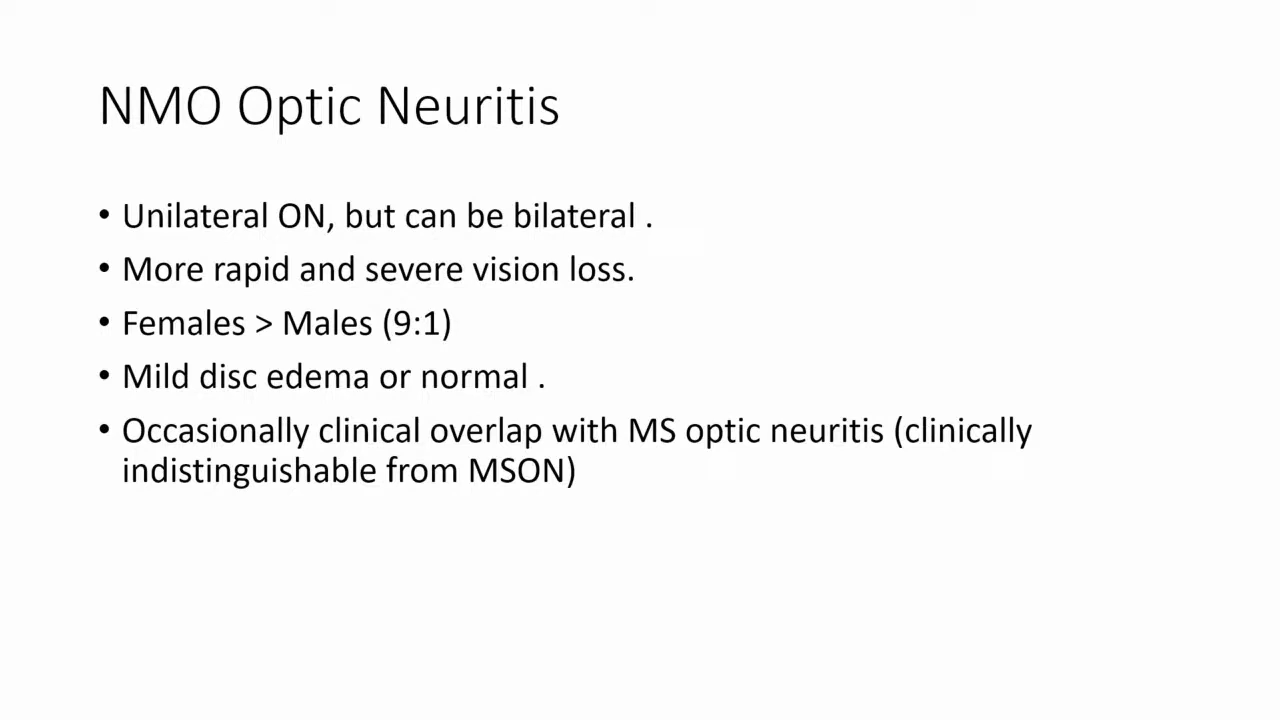 NMO Optic Neuritis
• Unilateral ON, but can be bilateral .
• More rapid and severe vision loss.
• Females > Males (9:1)
• Mild disc edema or normal .
• Occasionally clinical overlap with MS optic neuritis (clinically
indistinguishable from MSON)